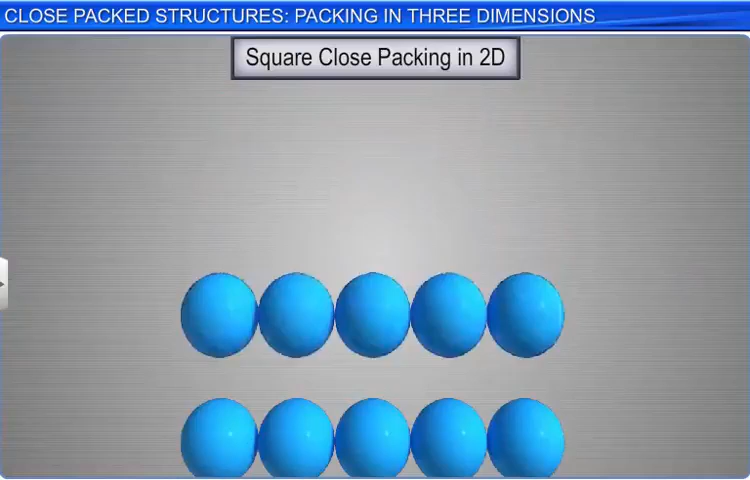 CLOSE PACKED STRUCTURES: PACKING IN THREE DIMENSIONS
Square Close Packing in 2D